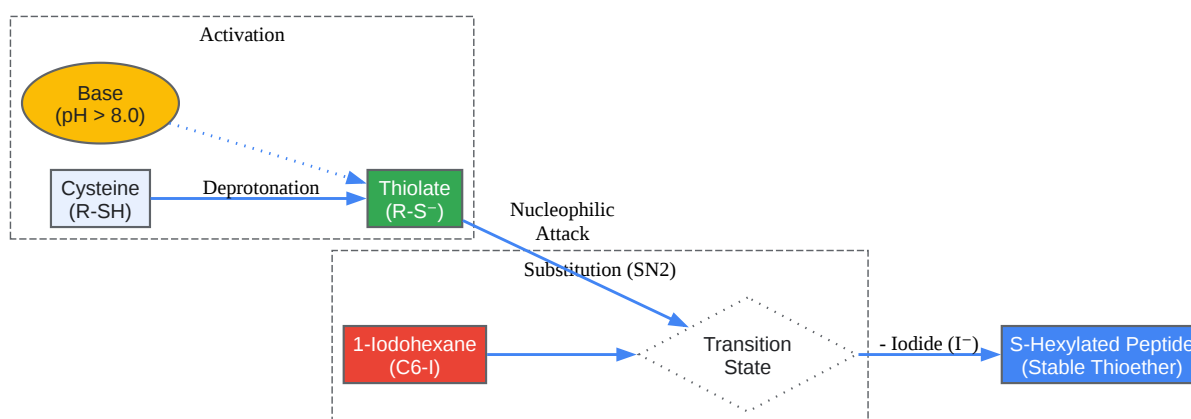 Activation
Base
(pH > 8.0)
Cysteine
(R-SH)
Deprotonation
Thiolate
(R-S⁻)
Nucleophilic
Attack
Substitution (SN2)
1-Iodohexane
(C6-I)
Transition
State
- Iodide (I⁻)
S-Hexylated Peptide
(Stable Thioether)